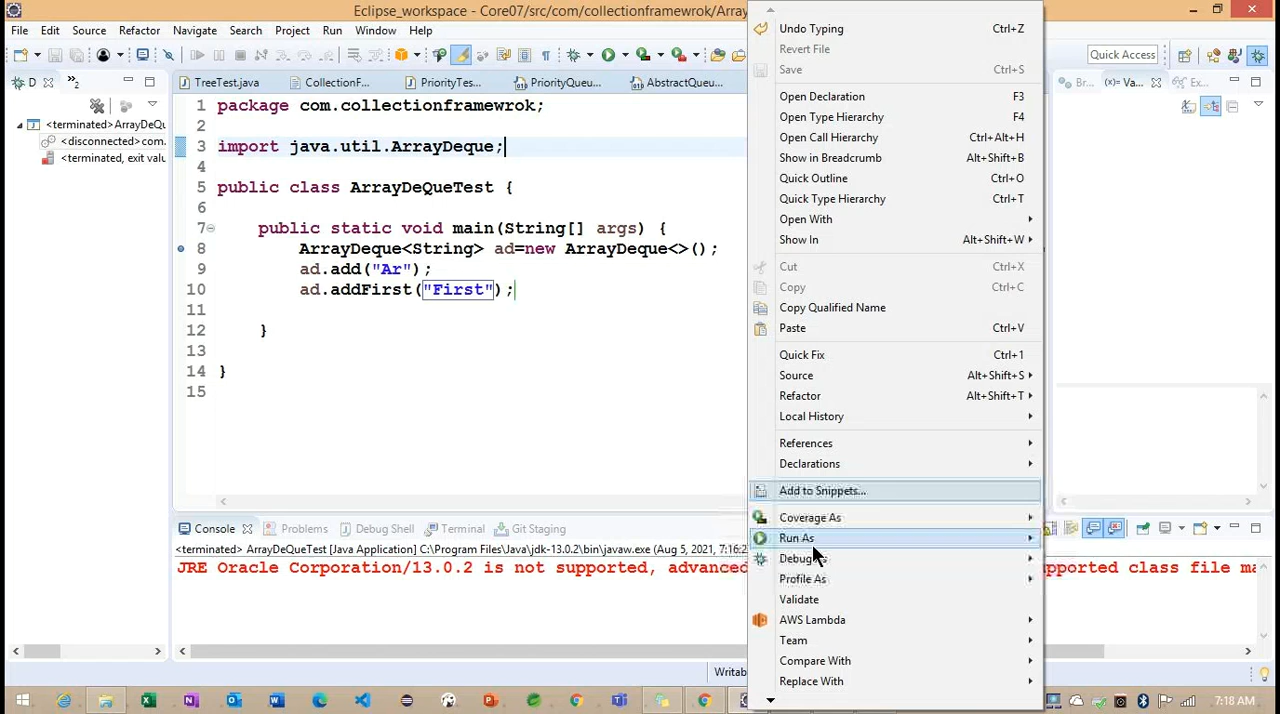 Eclipse_workspace - Core07/src/com/collectionframewrok/Array
File Edit Source Refactor Navigate Search Project Run Window Help
Quick Access
D
TreeTest.java
CollectionF...
PriorityTes...
PriorityQueu...
AbstractQueu...
Br...
Va...
Ex...
<terminated>ArrayDeQu
<disconnected>com.
<terminated, exit valu
1 package com.collectionframewrok;
2
3 import java.util.ArrayDeque;
4
5 public class ArrayDeQueTest {
6
7 public static void main(String[] args) {
8 ArrayDeque<String> ad=new ArrayDeque<>();
9 ad.add("Ar");
10 ad.addFirst("First");
11
12 }
13
14 }
15
Undo Typing Ctrl+Z
Revert File
Save Ctrl+S
Open Declaration F3
Open Type Hierarchy F4
Open Call Hierarchy Ctrl+Alt+H
Show in Breadcrumb Alt+Shift+B
Quick Outline Ctrl+O
Quick Type Hierarchy Ctrl+T
Open With
Show In Alt+Shift+W
Cut Ctrl+X
Copy Ctrl+C
Copy Qualified Name
Paste Ctrl+V
Quick Fix Ctrl+1
Source Alt+Shift+S
Refactor Alt+Shift+T
Local History
References
Declarations
Add to Snippets...
Coverage As
Run As
Debug As
Profile As
Validate
AWS Lambda
Team
Compare With
Replace With
Console Problems Debug Shell Terminal Git Staging
<terminated> ArrayDeQueTest [Java Application] C:\Program Files\Java\jdk-13.0.2\bin\javaw.exe (Aug 5, 2021, 7:16:2
JRE Oracle Corporation/13.0.2 is not supported, advanced
pported class file ma
Writab
7:18 AM